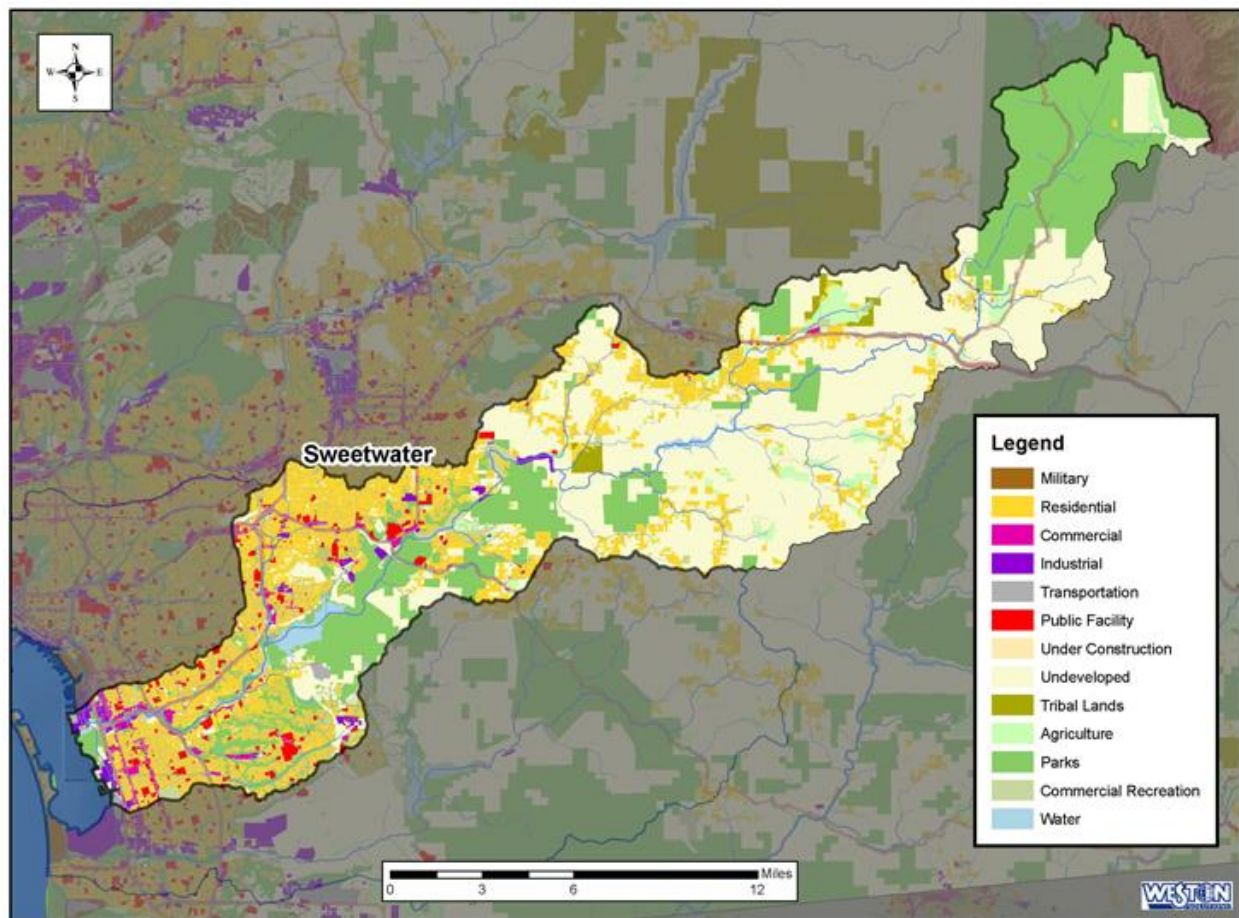 N
W E
S
Sweetwater
Legend
Military
Residential
Commercial
Industrial
Transportation
Public Facility
Under Construction
Undeveloped
Tribal Lands
Agriculture
Parks
Commercial Recreation
Water
Miles
0 3 6 12
WESTON
SOLUTIONS